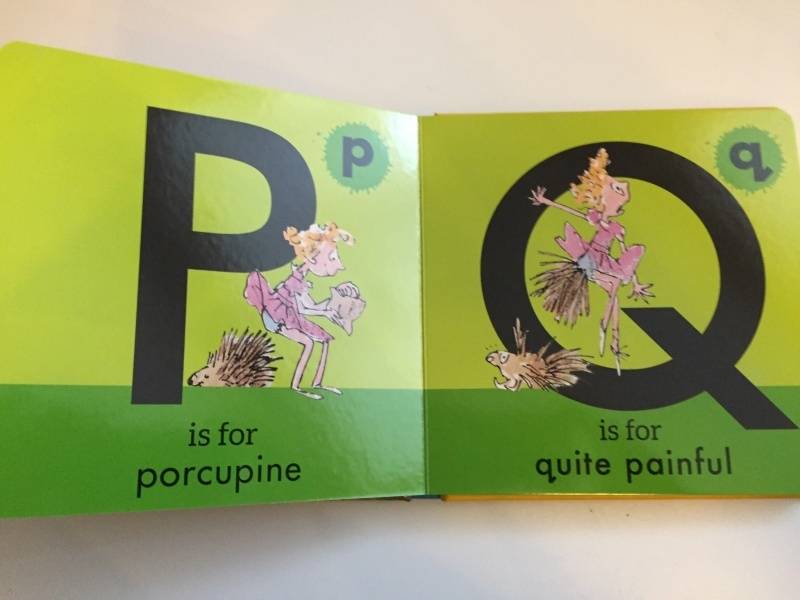 P
p
is for
porcupine
Q
q
is for
quite painful